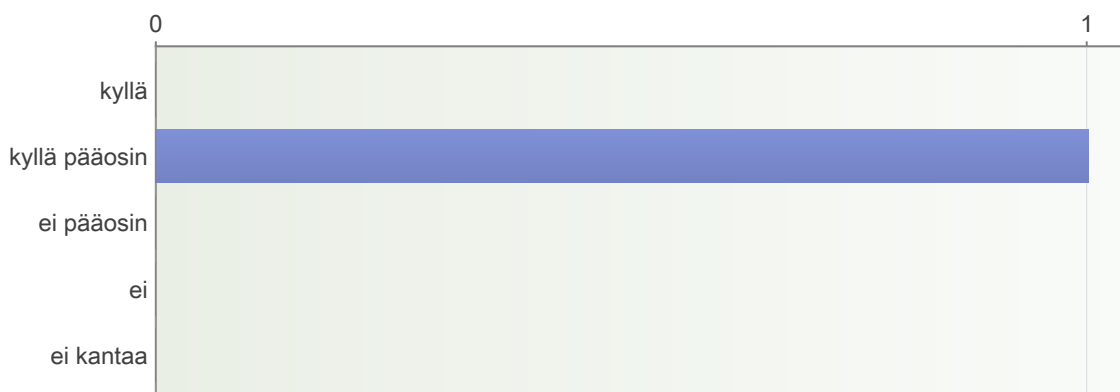 0 1
kyllä
kyllä pääosin
ei pääosin
ei
ei kantaa